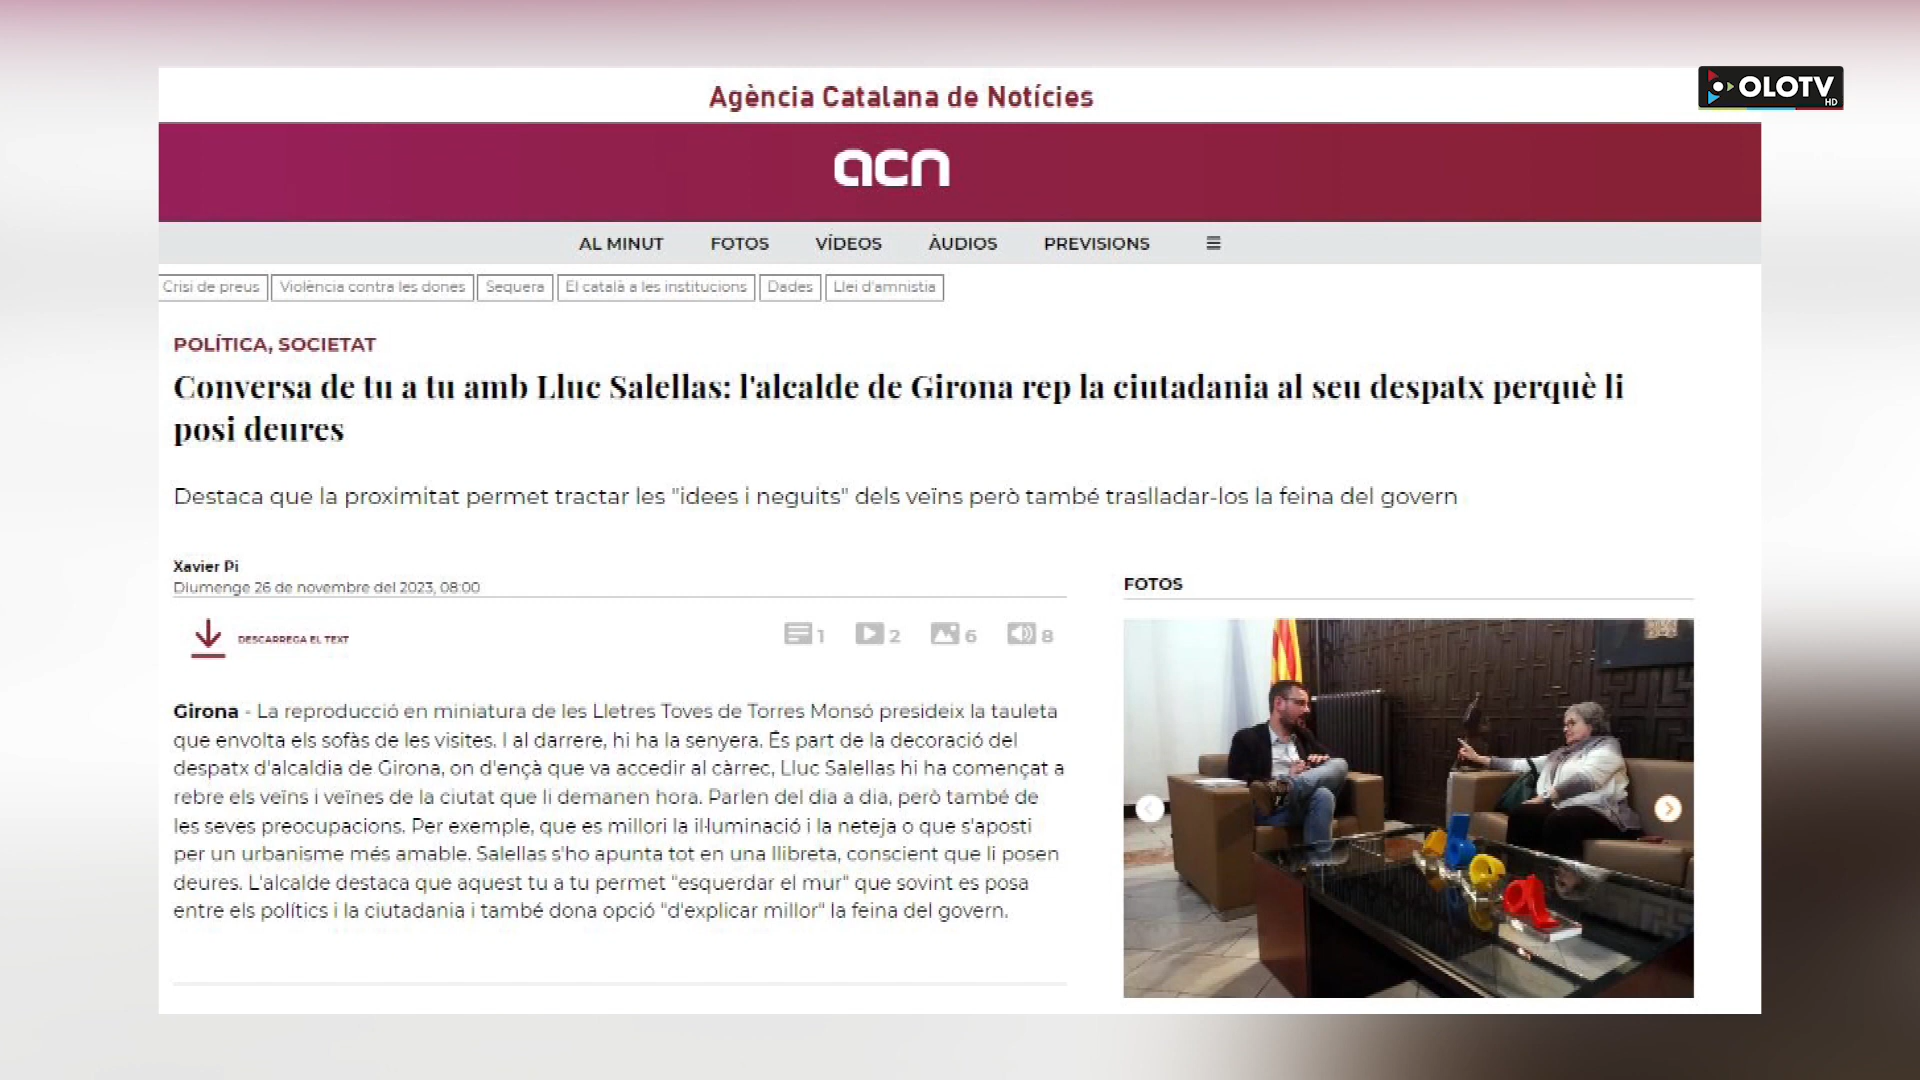 Agència Catalana de Notícies
OLOTV
HD
acn
AL MINUT FOTOS VÍDEOS ÀUDIOS PREVISIONS
Crisi de preus Violència contra les dones Sequera El català a les institucions Dades Llei d'amnistia
POLÍTICA, SOCIETAT
Conversa de tu a tu amb Lluc Salellas: l'alcalde de Girona rep la ciutadania al seu despatx perquè li
posi deures
Destaca que la proximitat permet tractar les "idees i neguits" dels veïns però també traslladar-los la feina del govern
Xavier Pi
Diumenge 26 de novembre del 2023, 08:00
FOTOS
DESCARREGA EL TEXT 1 2 6 8
Girona - La reproducció en miniatura de les Lletres Toves de Torres Monsó presideix la tauleta
que envolta els sofàs de les visites. I al darrere, hi ha la senyera. És part de la decoració del
despatx d'alcaldia de Girona, on d'ençà que va accedir al càrrec, Lluc Salellas hi ha començat a
rebre els veïns i veïnes de la ciutat que li demanen hora. Parlen del dia a dia, però també de
les seves preocupacions. Per exemple, que es millori la il·luminació i la neteja o que s'aposti
per un urbanisme més amable. Salellas s'ho apunta tot en una llibreta, conscient que li posen
deures. L'alcalde destaca que aquest tu a tu permet "esquerdar el mur" que sovint es posa
entre els polítics i la ciutadania i també dona opció "d'explicar millor" la feina del govern.